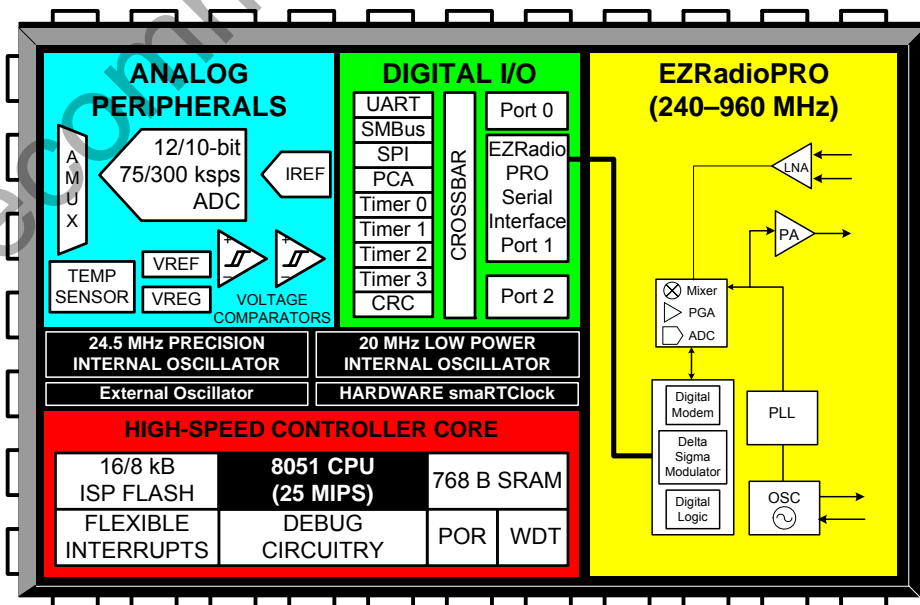 ANALOG
PERIPHERALS
A
M
U
X
12/10-bit
75/300 ksps
ADC
IREF
TEMP
SENSOR
VREF
VREG
+
–
+
–
VOLTAGE
COMPARATORS
DIGITAL I/O
UART
SMBus
SPI
PCA
Timer 0
Timer 1
Timer 2
Timer 3
CRC
CROSSBAR
Port 0
EZRadio
PRO
Serial
Interface
Port 1
Port 2
EZRadioPRO
(240–960 MHz)
LNA
PA
Mixer
PGA
ADC
Digital
Modem
Delta
Sigma
Modulator
Digital
Logic
PLL
OSC
24.5 MHz PRECISION
INTERNAL OSCILLATOR
20 MHz LOW POWER
INTERNAL OSCILLATOR
External Oscillator
HARDWARE smaRTClock
HIGH-SPEED CONTROLLER CORE
16/8 kB
ISP FLASH
8051 CPU
(25 MIPS)
768 B SRAM
FLEXIBLE
INTERRUPTS
DEBUG
CIRCUITRY
POR
WDT